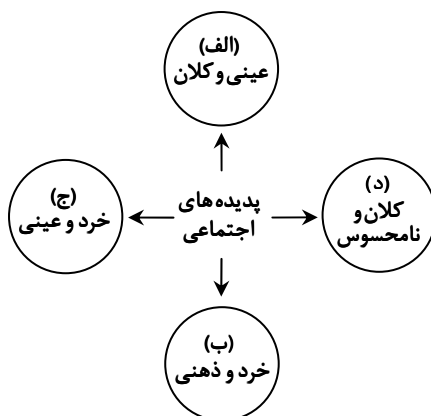 (الف)
عینی و کلان
(د)
کلان و
نامحسوس
پدیده‌های
اجتماعی
(ج)
خرد و عینی
(ب)
خرد و ذهنی